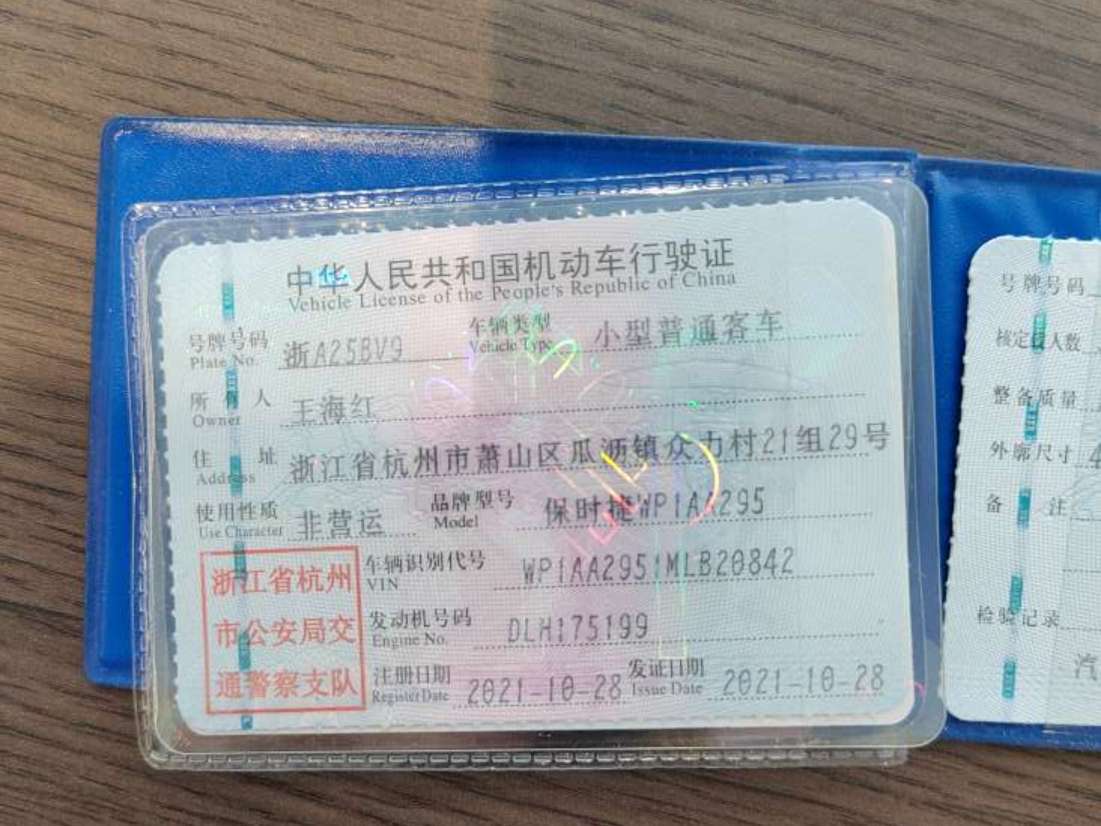 中华人民共和国机动车行驶证
Vehicle License of the People's Republic of China
号牌号码 浙A25BV9 车辆类型 小型普通客车
Plate No. Vehicle Type
所有人 王海红
Owner
住址 浙江省杭州市萧山区瓜沥镇众力村21组29号
Address
使用性质 非营运 品牌型号 保时捷WP1AA295
Use Character Model
浙江省杭州
市公安局交
通警察支队
车辆识别代号 WP1AA2951MLB20842
VIN
发动机号码 DLH175199
Engine No.
注册日期 2021-10-28 发证日期 2021-10-28
Register Date Issue Date
号牌号码
核定载人数
整备质量
外廓尺寸 4
备注
检验记录
汽